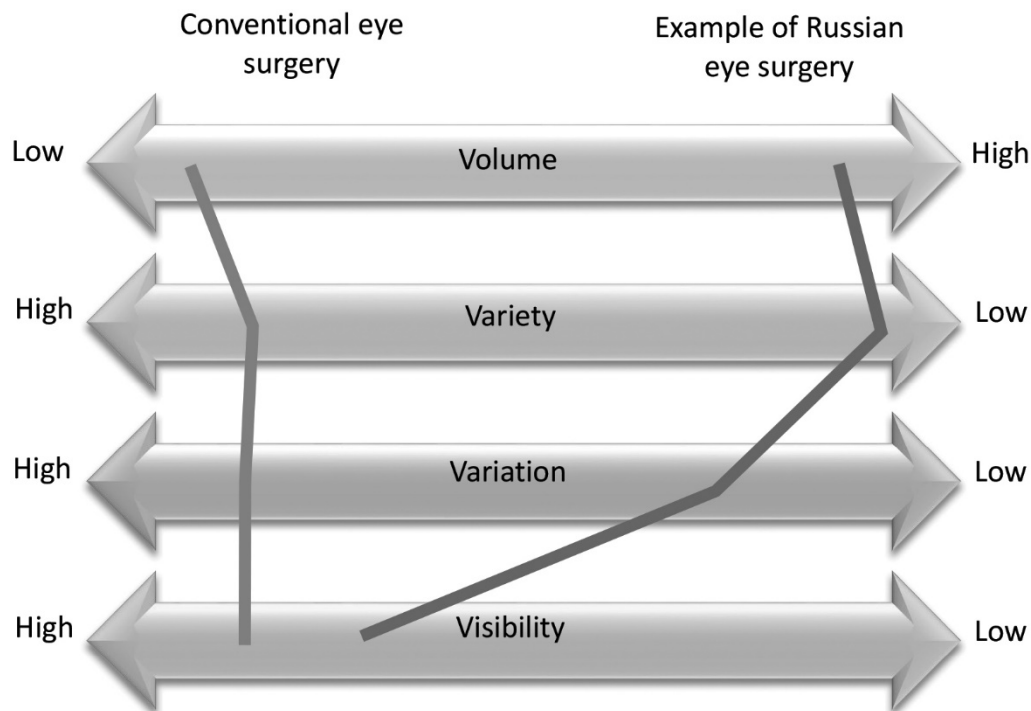 Conventional eye
surgery
Example of Russian
eye surgery
Low
Volume
High
High
Variety
Low
High
Variation
Low
High
Visibility
Low